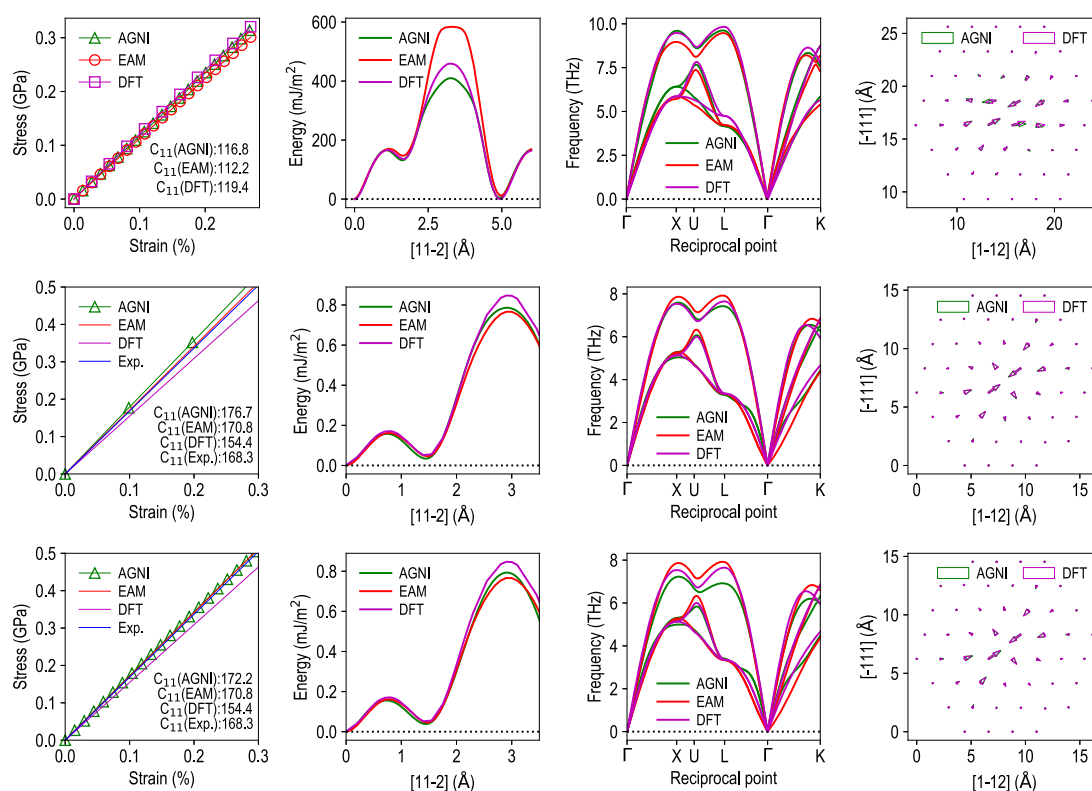 Stress (GPa)
0.3
0.2
0.1
0.0
AGNI
EAM
DFT
C11(AGNI):116.8
C11(EAM):112.2
C11(DFT):119.4
0.0 0.1 0.2
Strain (%)
Energy (mJ/m2)
600
400
200
0
AGNI
EAM
DFT
0.0 2.5 5.0
[11-2] (Å)
Frequency (THz)
10.0
7.5
5.0
2.5
0.0
AGNI
EAM
DFT
Γ X U L Γ K
Reciprocal point
[-111] (Å)
25
20
15
10
AGNI DFT
10 15 20
[1-12] (Å)
Stress (GPa)
0.5
0.4
0.3
0.2
0.1
0.0
AGNI
EAM
DFT
Exp.
C11(AGNI):176.7
C11(EAM):170.8
C11(DFT):154.4
C11(Exp.):168.3
0.0 0.1 0.2 0.3
Strain (%)
Energy (mJ/m2)
0.8
0.6
0.4
0.2
0.0
AGNI
EAM
DFT
0 1 2 3
[11-2] (Å)
Frequency (THz)
8
6
4
2
0
AGNI
EAM
DFT
Γ X U L Γ K
Reciprocal point
[-111] (Å)
15
10
5
0
AGNI DFT
0 5 10 15
[1-12] (Å)
Stress (GPa)
0.5
0.4
0.3
0.2
0.1
0.0
AGNI
EAM
DFT
Exp.
C11(AGNI):172.2
C11(EAM):170.8
C11(DFT):154.4
C11(Exp.):168.3
0.0 0.1 0.2 0.3
Strain (%)
Energy (mJ/m2)
0.8
0.6
0.4
0.2
0.0
AGNI
EAM
DFT
0 1 2 3
[11-2] (Å)
Frequency (THz)
8
6
4
2
0
AGNI
EAM
DFT
Γ X U L Γ K
Reciprocal point
[-111] (Å)
15
10
5
0
AGNI DFT
0 5 10 15
[1-12] (Å)